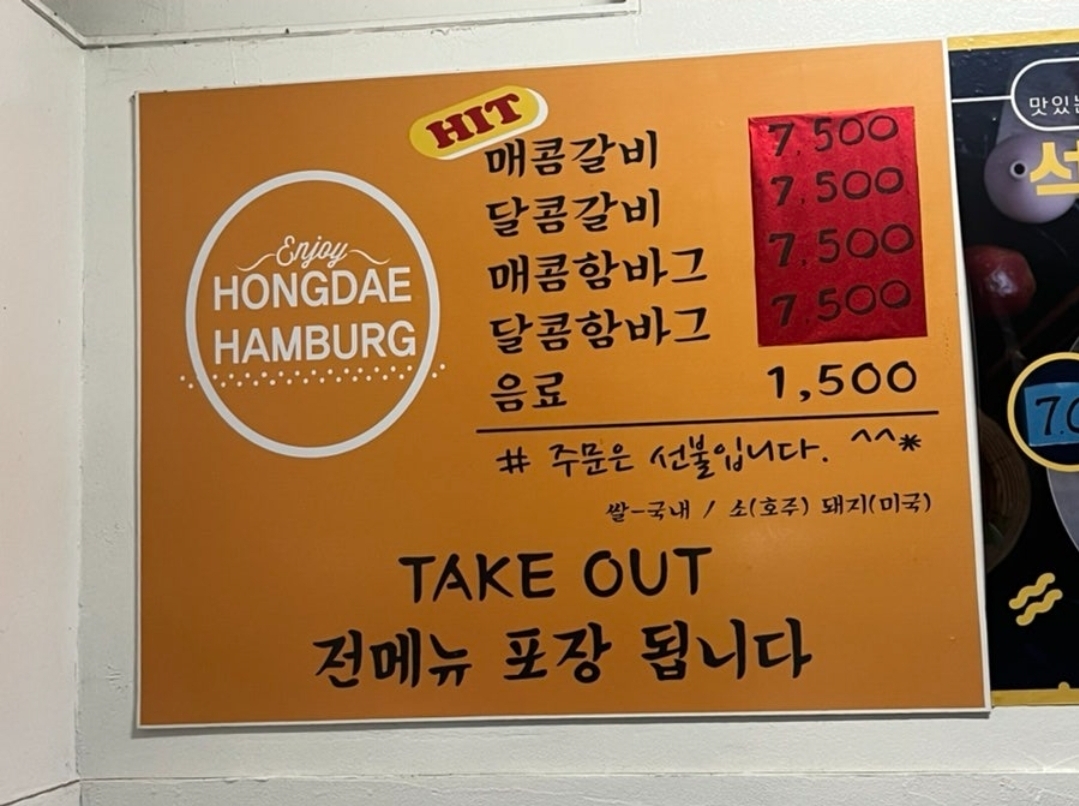 HIT
Enjoy
HONGDAE
HAMBURG
매콤갈비 7,500
달콤갈비 7,500
매콤함바그 7,500
달콤함바그 7,500
음료 1,500
# 주문은 선불입니다. ^^*
쌀-국내 / 소(호주) 돼지(미국)
TAKE OUT
전메뉴 포장 됩니다